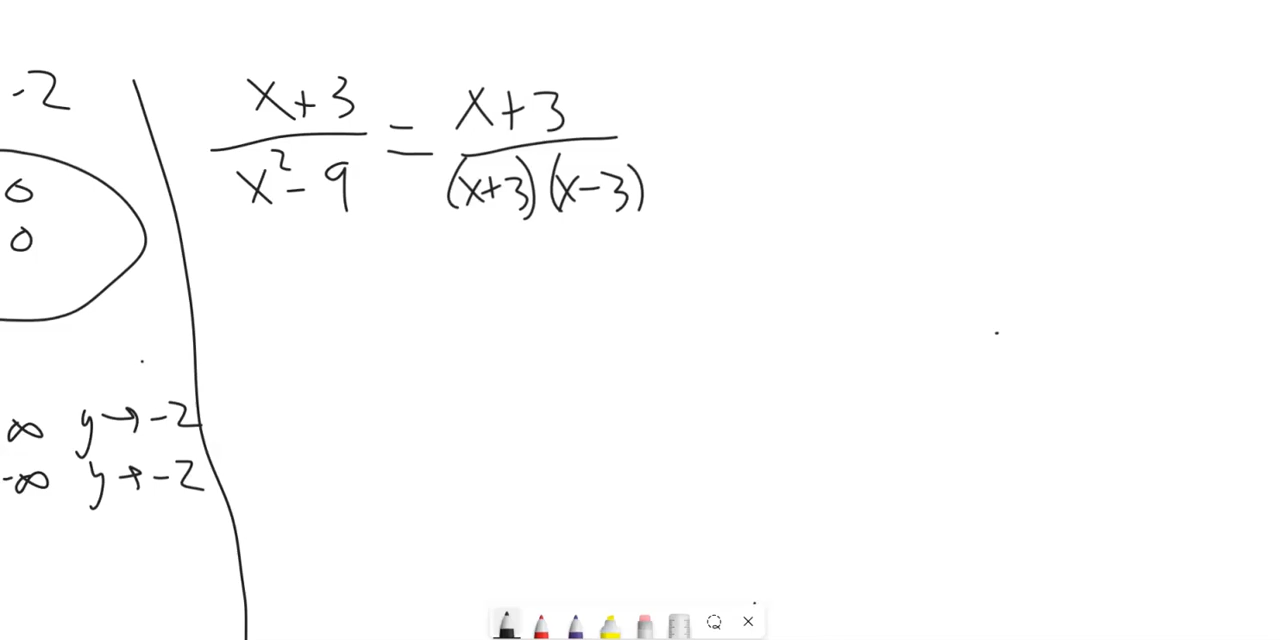 -2
x+3 / x²-9 = x+3 / (x+3)(x-3)
0
0
∞ y→-2
-∞ y→-2